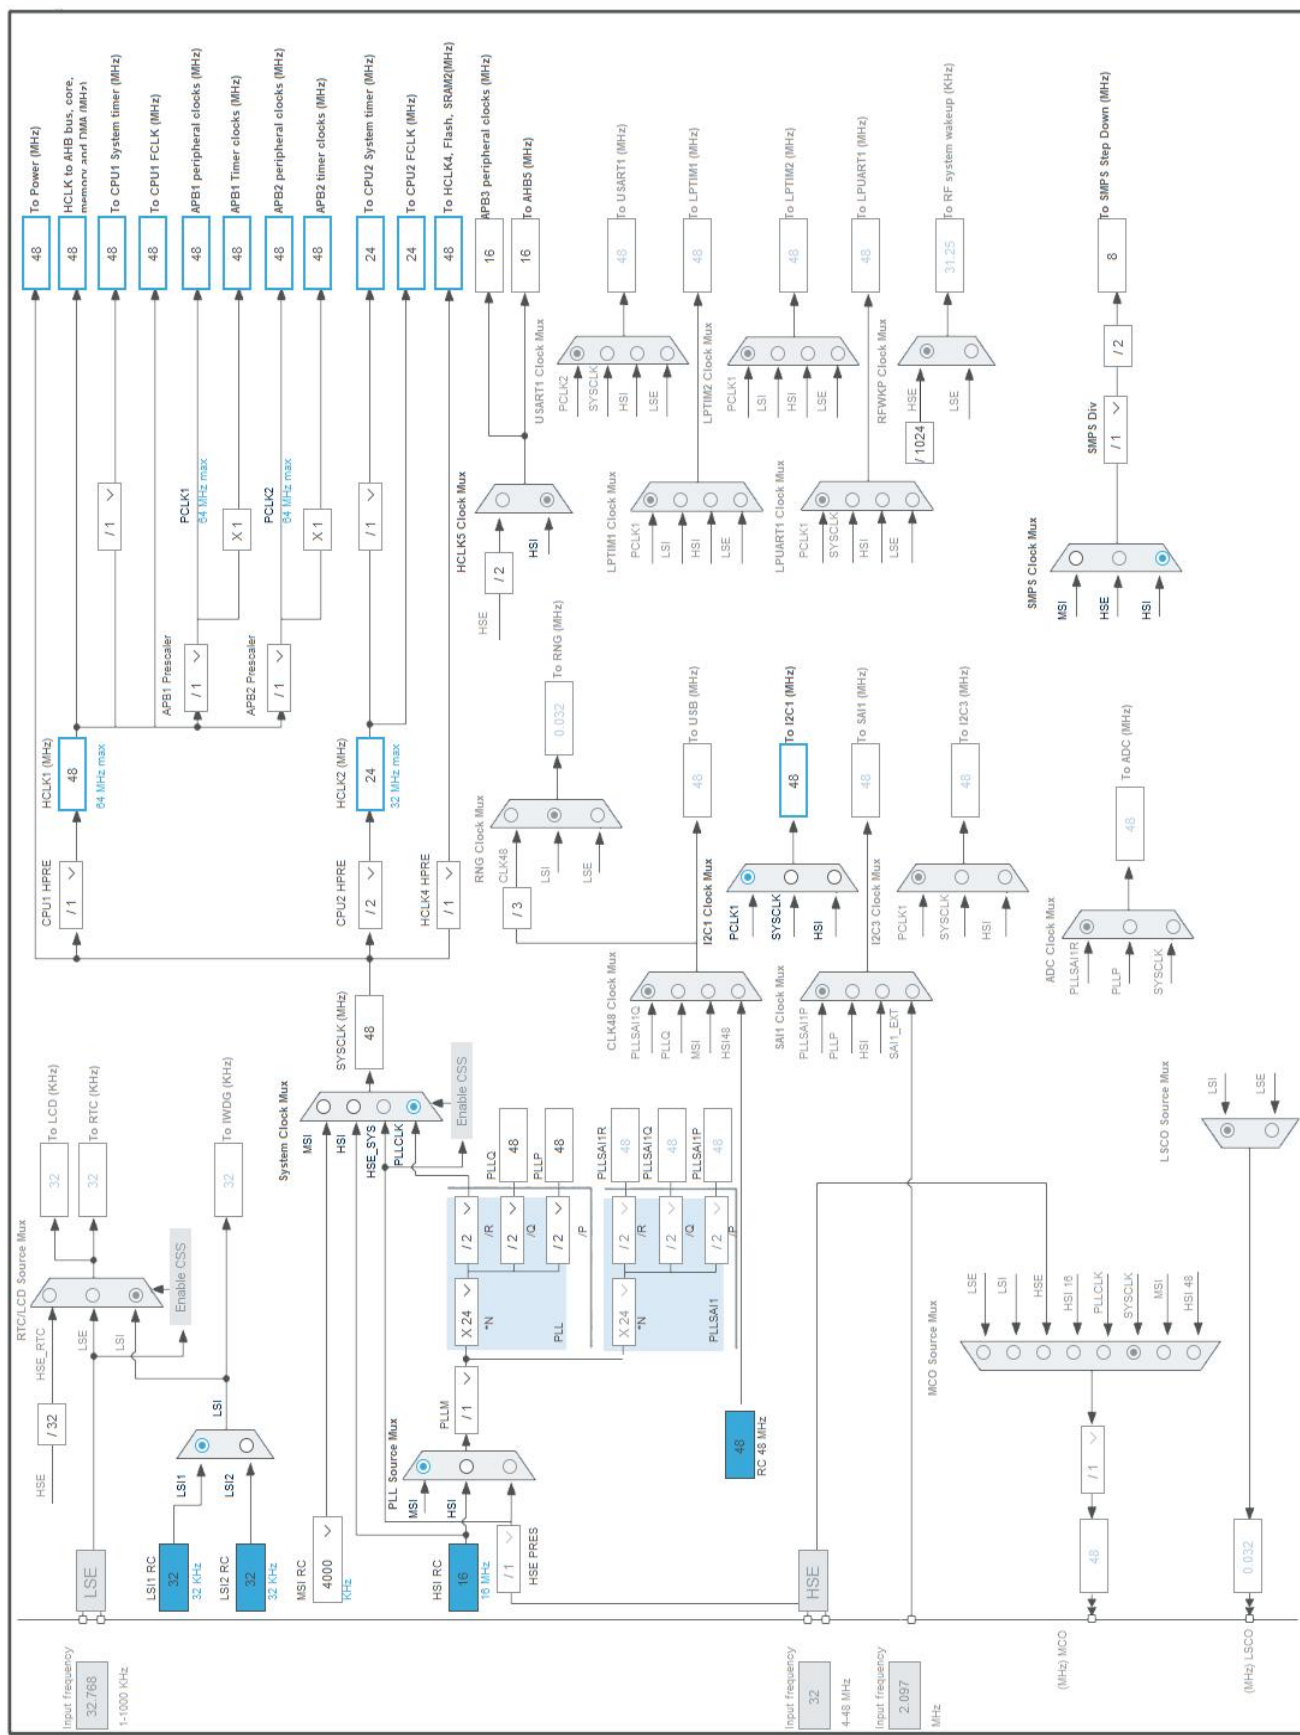 Input frequency
32.768
1-1000 KHz
LSE
HSE
/ 32
HSE_RTC
LSE
LSI
RTC/LCD Source Mux
Enable CSS
32
To LCD (KHz)
32
To RTC (KHz)
LSI1 RC
32
32 KHz
LSI2 RC
32
32 KHz
LSI1
LSI2
LSI
32
To IWDG (KHz)
MSI RC
4000
KHz
HSI RC
16
16 MHz
/ 1
HSE PRES
PLL Source Mux
MSI
HSI
PLLM
/ 1
X 24
*N
PLL
/ 2
/R
/ 2
/Q
/ 2
/P
PLLQ
48
PLLP
48
X 24
*N
PLLSAI1
/ 2
/R
/ 2
/Q
/ 2
/P
PLLSAI1R
48
PLLSAI1Q
48
PLLSAI1P
48
System Clock Mux
MSI
HSI
HSE_SYS
PLLCLK
Enable CSS
SYSCLK (MHz)
48
CPU1 HPRE
/ 1
HCLK1 (MHz)
48
64 MHz max
CPU2 HPRE
/ 2
HCLK2 (MHz)
24
32 MHz max
HCLK4 HPRE
/ 1
APB1 Prescaler
/ 1
APB2 Prescaler
/ 1
/ 1
PCLK1
64 MHz max
X 1
PCLK2
64 MHz max
X 1
/ 1
48
To Power (MHz)
48
HCLK to AHB bus, core,
memory and DMA (MHz)
48
To CPU1 System timer (MHz)
48
To CPU1 FCLK (MHz)
48
APB1 peripheral clocks (MHz)
48
APB1 Timer clocks (MHz)
48
APB2 peripheral clocks (MHz)
48
APB2 timer clocks (MHz)
24
To CPU2 System timer (MHz)
24
To CPU2 FCLK (MHz)
48
To HCLK4, Flash, SRAM2(MHz)
HCLK5 Clock Mux
HSE
/ 2
HSI
16
APB3 peripheral clocks (MHz)
16
To AHB5 (MHz)
RNG Clock Mux
/ 3
CLK48
LSI
LSE
0.032
To RNG (MHz)
RC 48 MHz
48
CLK48 Clock Mux
PLLSAI1Q
PLLQ
MSI
HSI48
48
To USB (MHz)
I2C1 Clock Mux
PCLK1
SYSCLK
HSI
48
To I2C1 (MHz)
SAI1 Clock Mux
PLLSAI1P
PLLP
HSI
SAI1_EXT
48
To SAI1 (MHz)
I2C3 Clock Mux
PCLK1
SYSCLK
HSI
48
To I2C3 (MHz)
ADC Clock Mux
PLLSAI1R
PLLP
SYSCLK
48
To ADC (MHz)
USART1 Clock Mux
PCLK2
SYSCLK
HSI
LSE
48
To USART1 (MHz)
LPTIM1 Clock Mux
PCLK1
LSI
HSI
LSE
48
To LPTIM1 (MHz)
LPTIM2 Clock Mux
PCLK1
LSI
HSI
LSE
48
To LPTIM2 (MHz)
LPUART1 Clock Mux
PCLK1
SYSCLK
HSI
LSE
48
To LPUART1 (MHz)
RFWKP Clock Mux
HSE
/ 1024
LSE
31.25
To RF system wakeup (KHz)
SMPS Clock Mux
MSI
HSE
HSI
SMPS Div
/ 1
/ 2
8
To SMPS Step Down (MHz)
Input frequency
32
4-48 MHz
HSE
Input frequency
2.097
MHz
MCO Source Mux
LSE
LSI
HSE
HSI 16
PLLCLK
SYSCLK
MSI
HSI 48
/ 1
48
(MHz) MCO
LSCO Source Mux
LSI
LSE
0.032
(MHz) LSCO